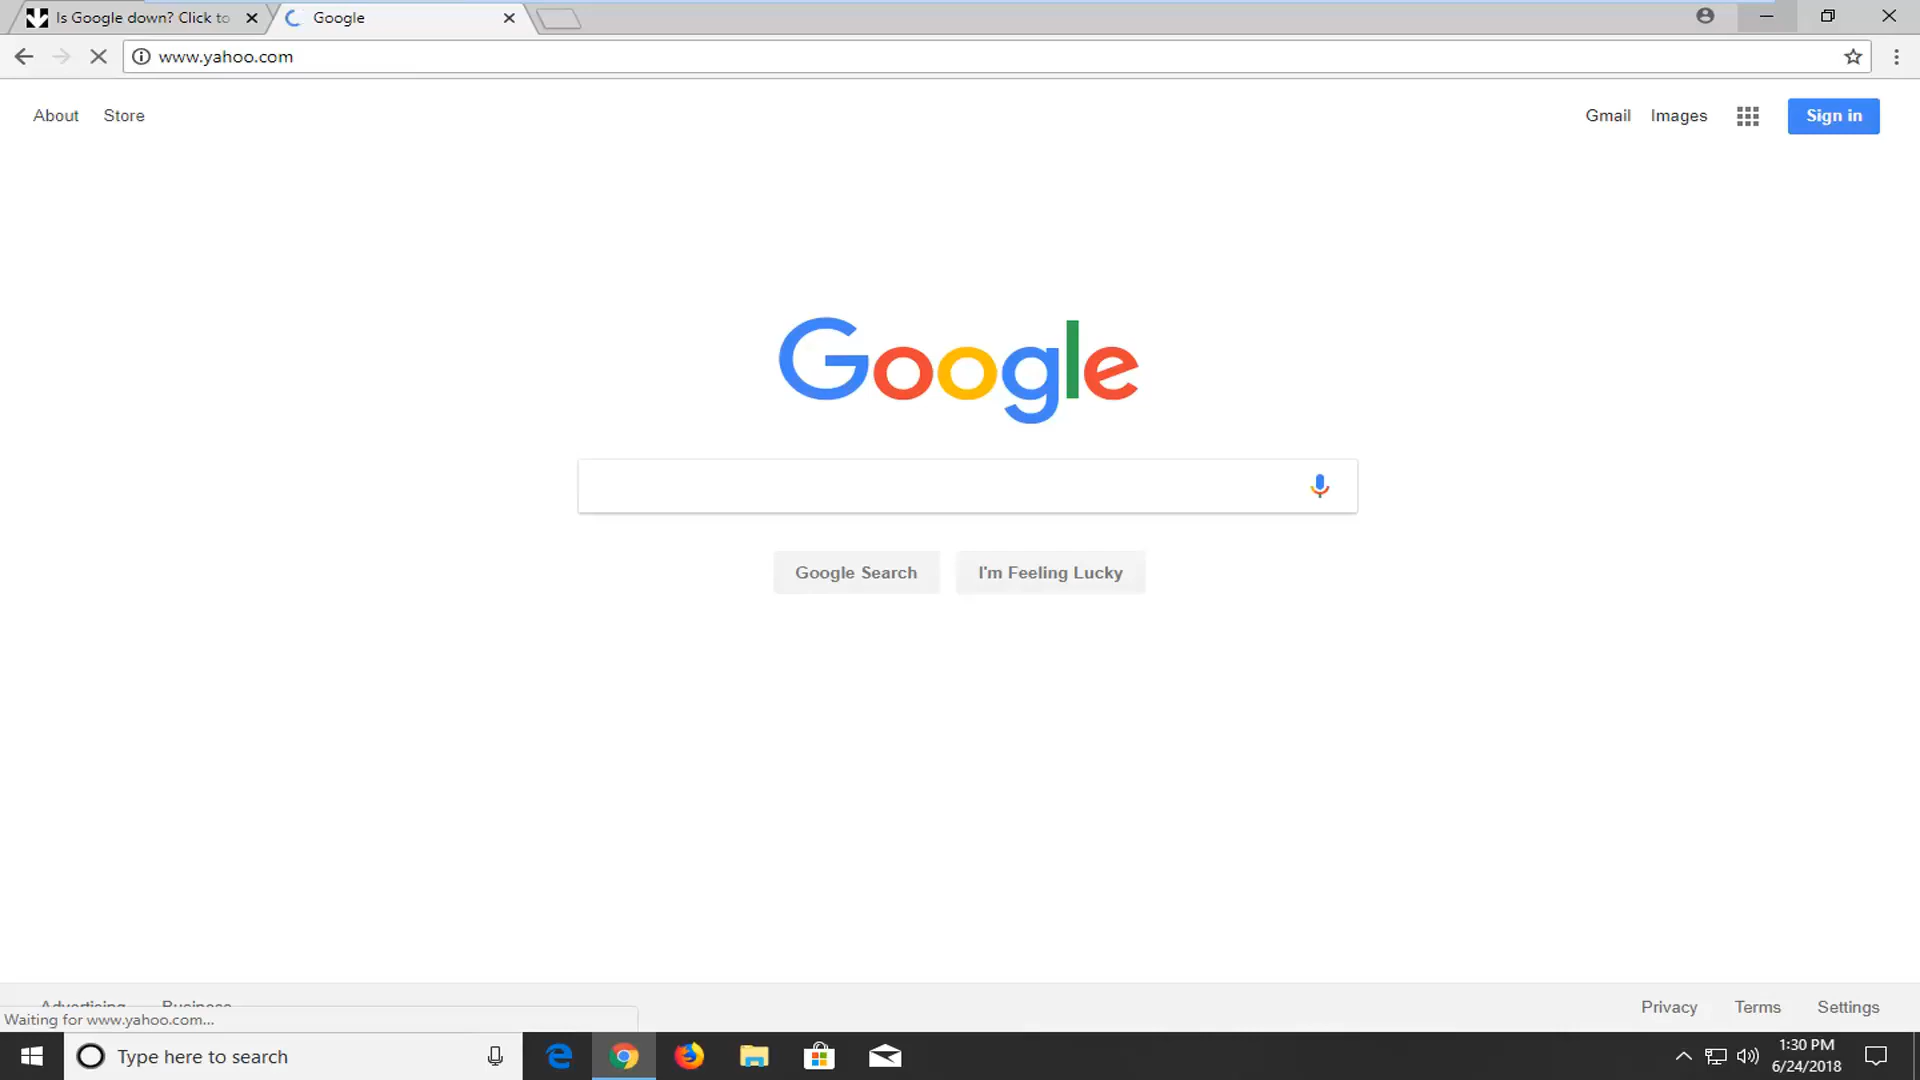 Is Google down? Click to
Google
www.yahoo.com
About Store
Gmail Images Sign in
Google
Google Search I'm Feeling Lucky
Advertising Business
Privacy Terms Settings
Waiting for www.yahoo.com...
Type here to search
1:30 PM
6/24/2018